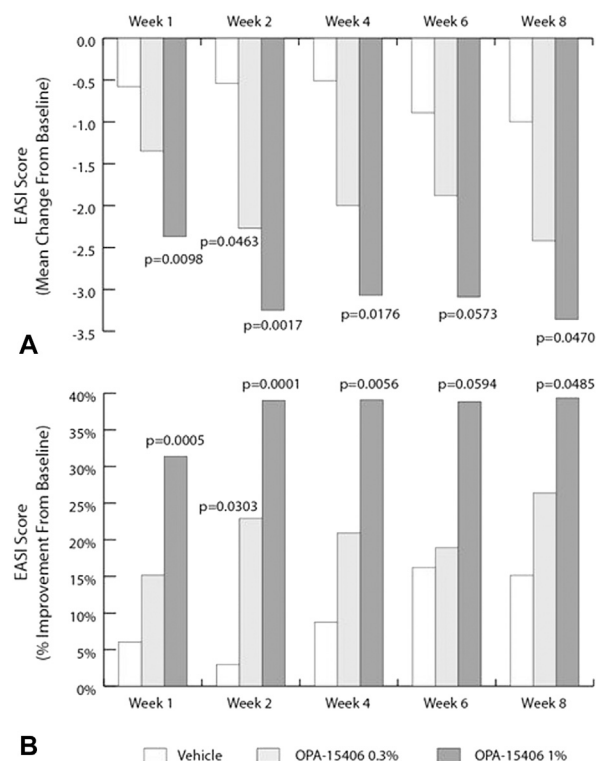 Week 1 Week 2 Week 4 Week 6 Week 8
0.0
-0.5
-1.0
-1.5
-2.0
-2.5
-3.0
-3.5
EASI Score
(Mean Change From Baseline)
p=0.0098
p=0.0463
p=0.0017
p=0.0176
p=0.0573
p=0.0470
A
40%
35%
30%
25%
20%
15%
10%
5%
0%
EASI Score
(% Improvement From Baseline)
p=0.0005
p=0.0303
p=0.0001
p=0.0056
p=0.0594
p=0.0485
Week 1 Week 2 Week 4 Week 6 Week 8
B
Vehicle OPA-15406 0.3% OPA-15406 1%